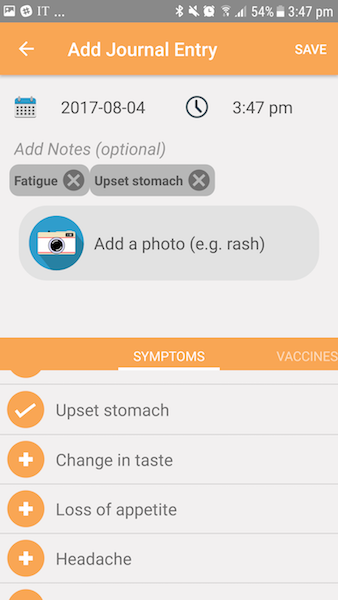 IT ... 54% 3:47 pm
Add Journal Entry SAVE
2017-08-04 3:47 pm
Add Notes (optional)
Fatigue Upset stomach
Add a photo (e.g. rash)
SYMPTOMS VACCINES
Upset stomach
Change in taste
Loss of appetite
Headache